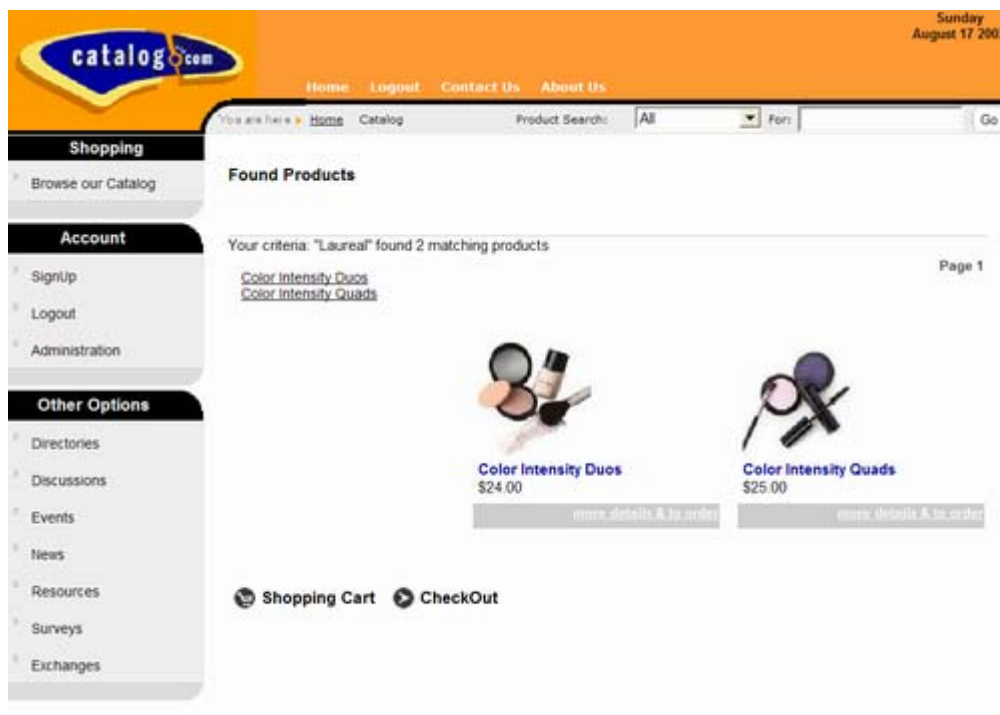 Sunday
August 17 200
catalog.com
Home Logout Contact Us About Us
You are here Home Catalog Product Search: All For: Go
Shopping
Browse our Catalog
Account
SignUp
Logout
Administration
Other Options
Directories
Discussions
Events
News
Resources
Surveys
Exchanges
Found Products
Your criteria: "Laureal" found 2 matching products
Page 1
Color Intensity Duos
Color Intensity Quads
Color Intensity Duos
$24.00
more details & to order
Color Intensity Quads
$25.00
more details & to order
Shopping Cart CheckOut